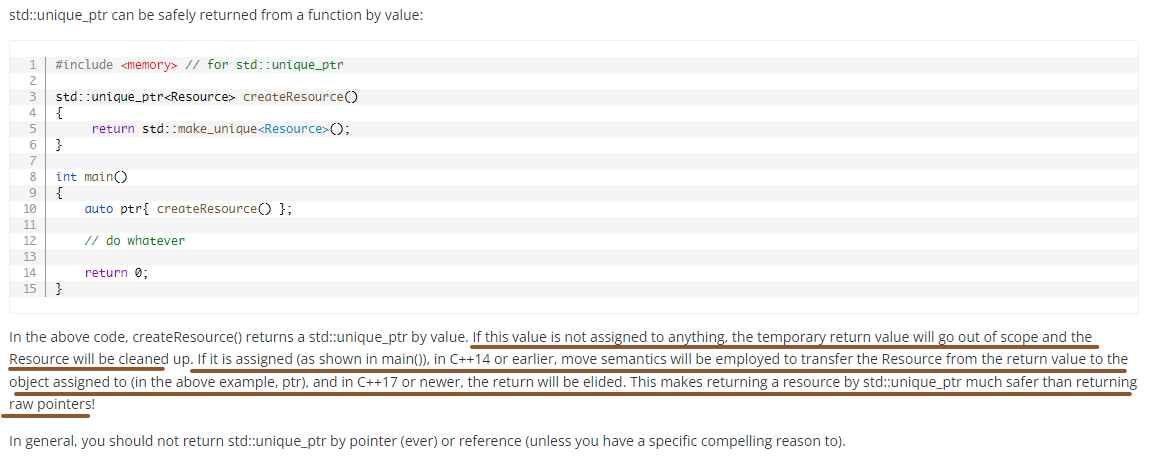 std::unique_ptr can be safely returned from a function by value:
1 #include <memory> // for std::unique_ptr
2
3 std::unique_ptr<Resource> createResource()
4 {
5 return std::make_unique<Resource>();
6 }
7
8 int main()
9 {
10 auto ptr{ createResource() };
11
12 // do whatever
13
14 return 0;
15 }
In the above code, createResource() returns a std::unique_ptr by value. If this value is not assigned to anything, the temporary return value will go out of scope and the
Resource will be cleaned up. If it is assigned (as shown in main()), in C++14 or earlier, move semantics will be employed to transfer the Resource from the return value to the
object assigned to (in the above example, ptr), and in C++17 or newer, the return will be elided. This makes returning a resource by std::unique_ptr much safer than returning
raw pointers!
In general, you should not return std::unique_ptr by pointer (ever) or reference (unless you have a specific compelling reason to).